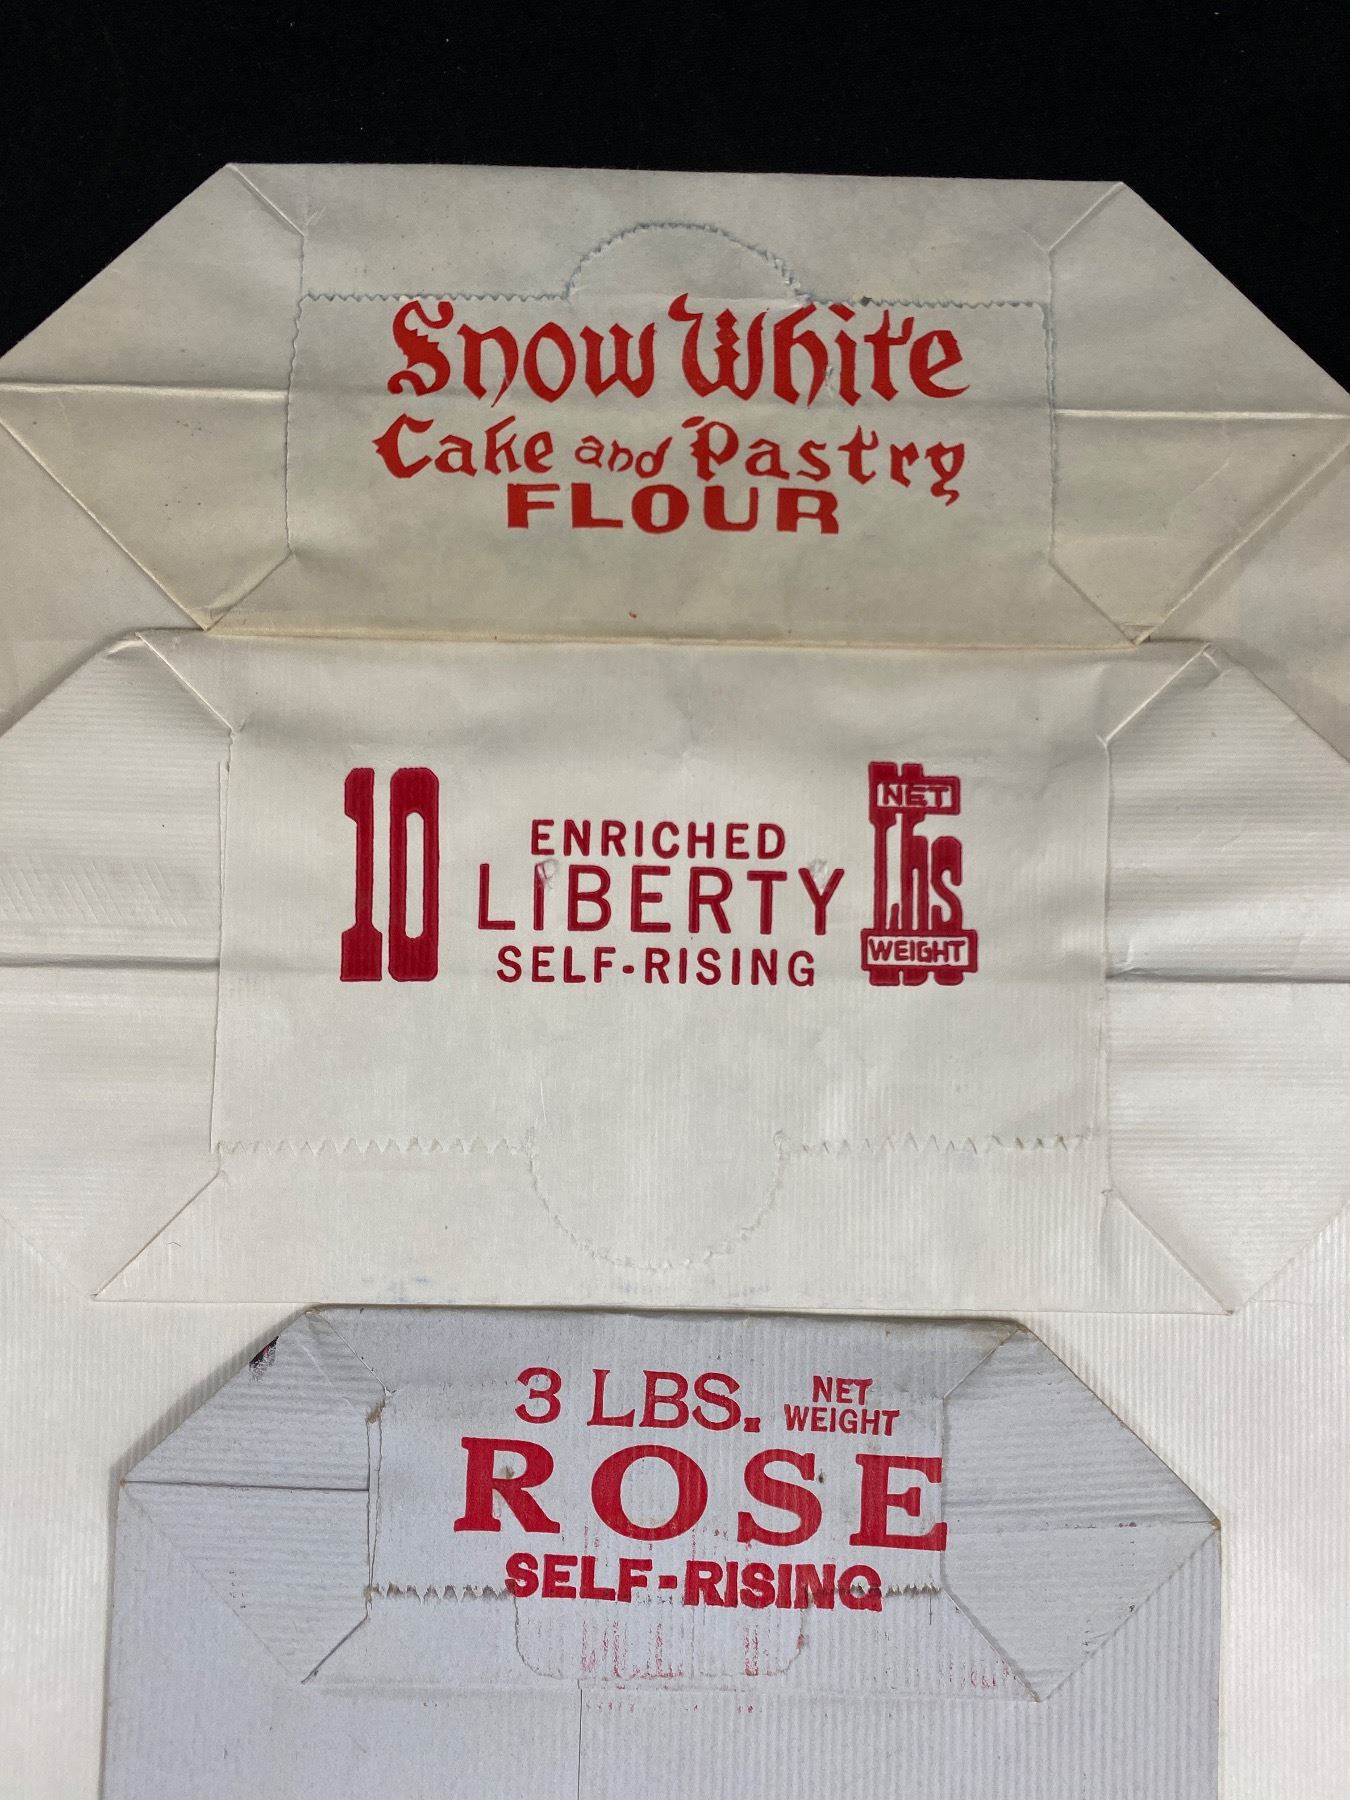 Snow White
Cake and Pastry
FLOUR
10
ENRICHED
LIBERTY
SELF-RISING
NET
Lbs
WEIGHT
3 LBS. NET WEIGHT
ROSE
SELF-RISING